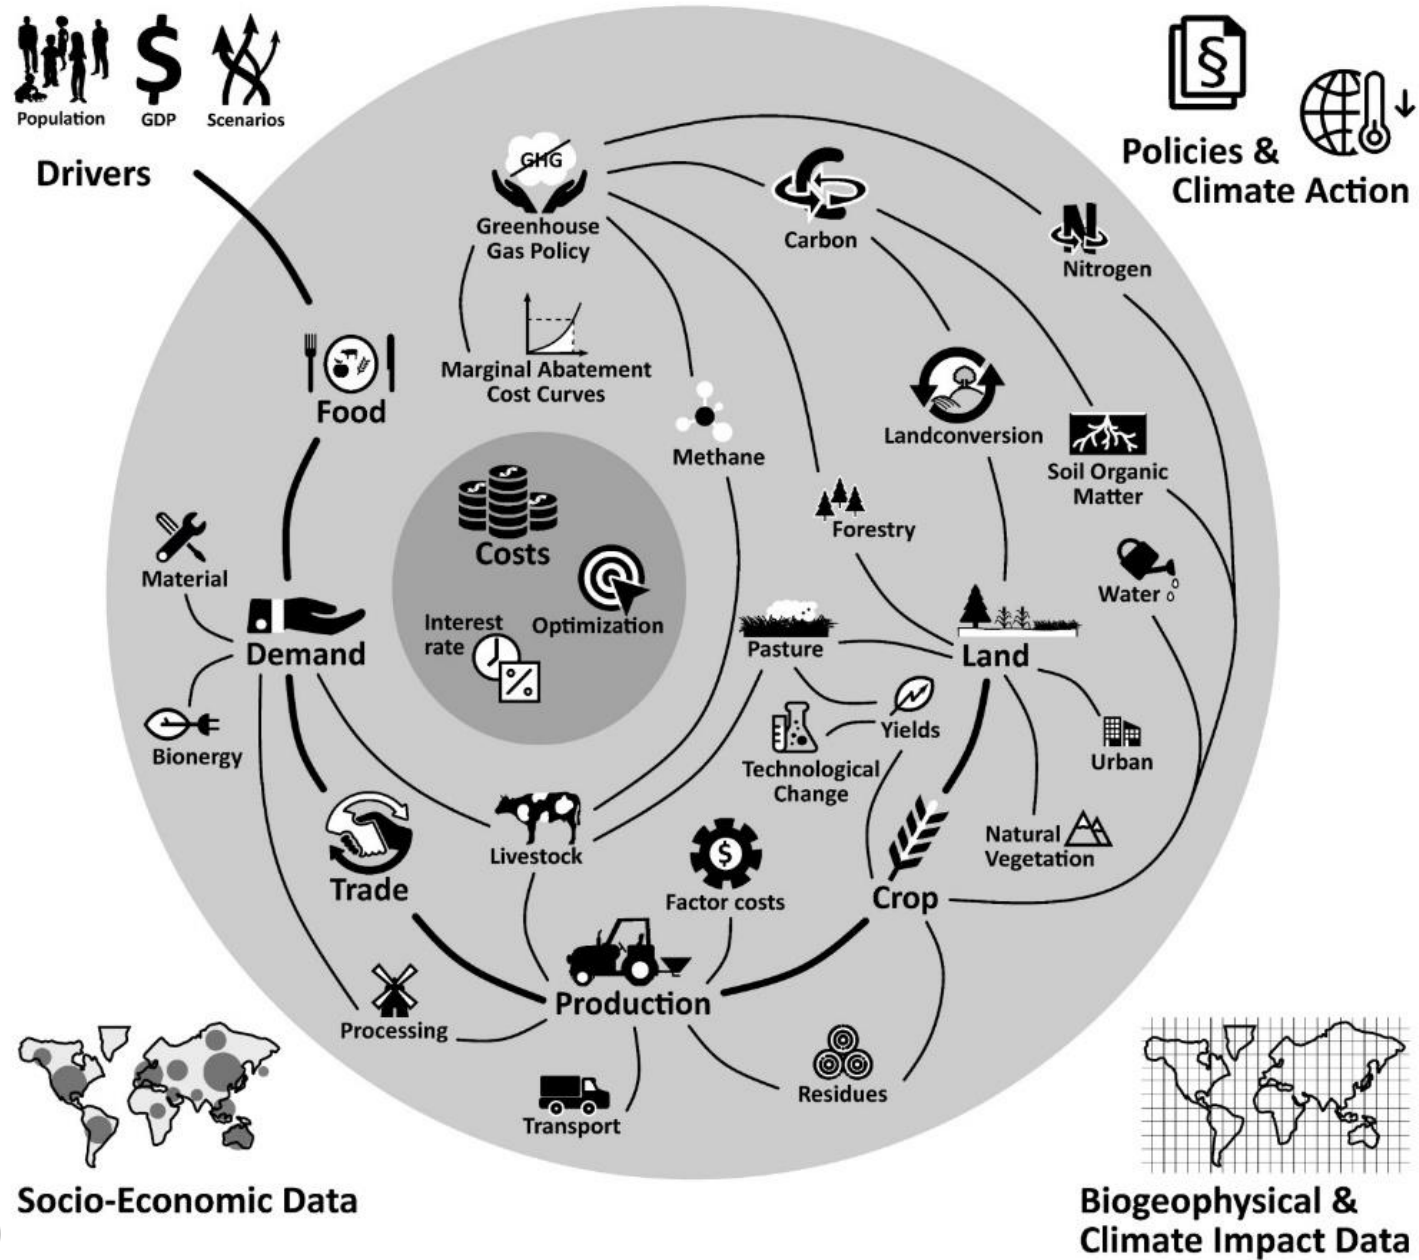 Population
GDP
Scenarios
Drivers
§
Policies &
Climate Action
GHG
Greenhouse
Gas Policy
Carbon
N
Nitrogen
Marginal Abatement
Cost Curves
Food
Methane
Landconversion
Soil Organic
Matter
Forestry
Costs
Optimization
Interest
rate
%
Material
Demand
Bionergy
Water
Pasture
Land
Yields
Technological
Change
Urban
Natural
Vegetation
Trade
Livestock
$
Factor costs
Crop
Production
Processing
Transport
Residues
Socio-Economic Data
Biogeophysical &
Climate Impact Data